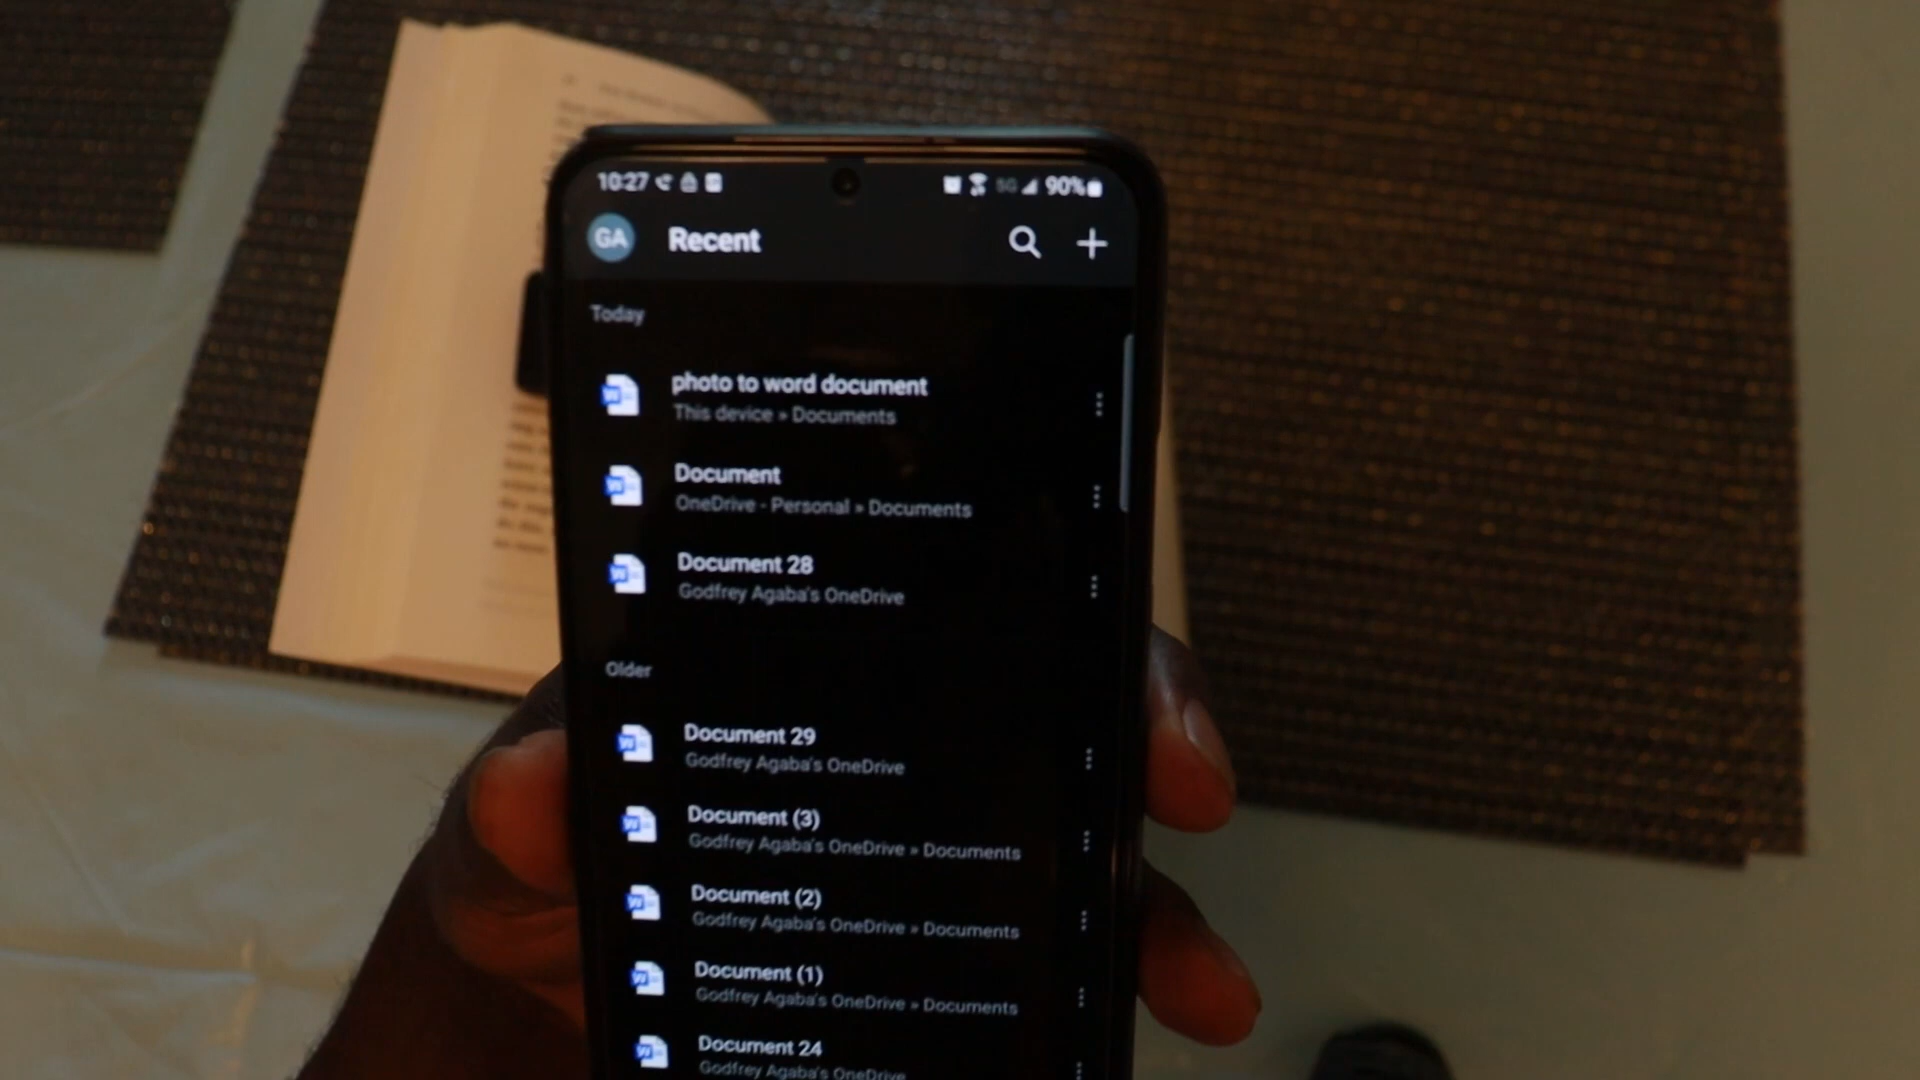 10:27
5G 90%
GA Recent
Today
photo to word document
This device » Documents
Document
OneDrive - Personal » Documents
Document 28
Godfrey Agaba's OneDrive
Older
Document 29
Godfrey Agaba's OneDrive
Document (3)
Godfrey Agaba's OneDrive » Documents
Document (2)
Godfrey Agaba's OneDrive » Documents
Document (1)
Godfrey Agaba's OneDrive » Documents
Document 24
Godfrey Agaba's OneDrive